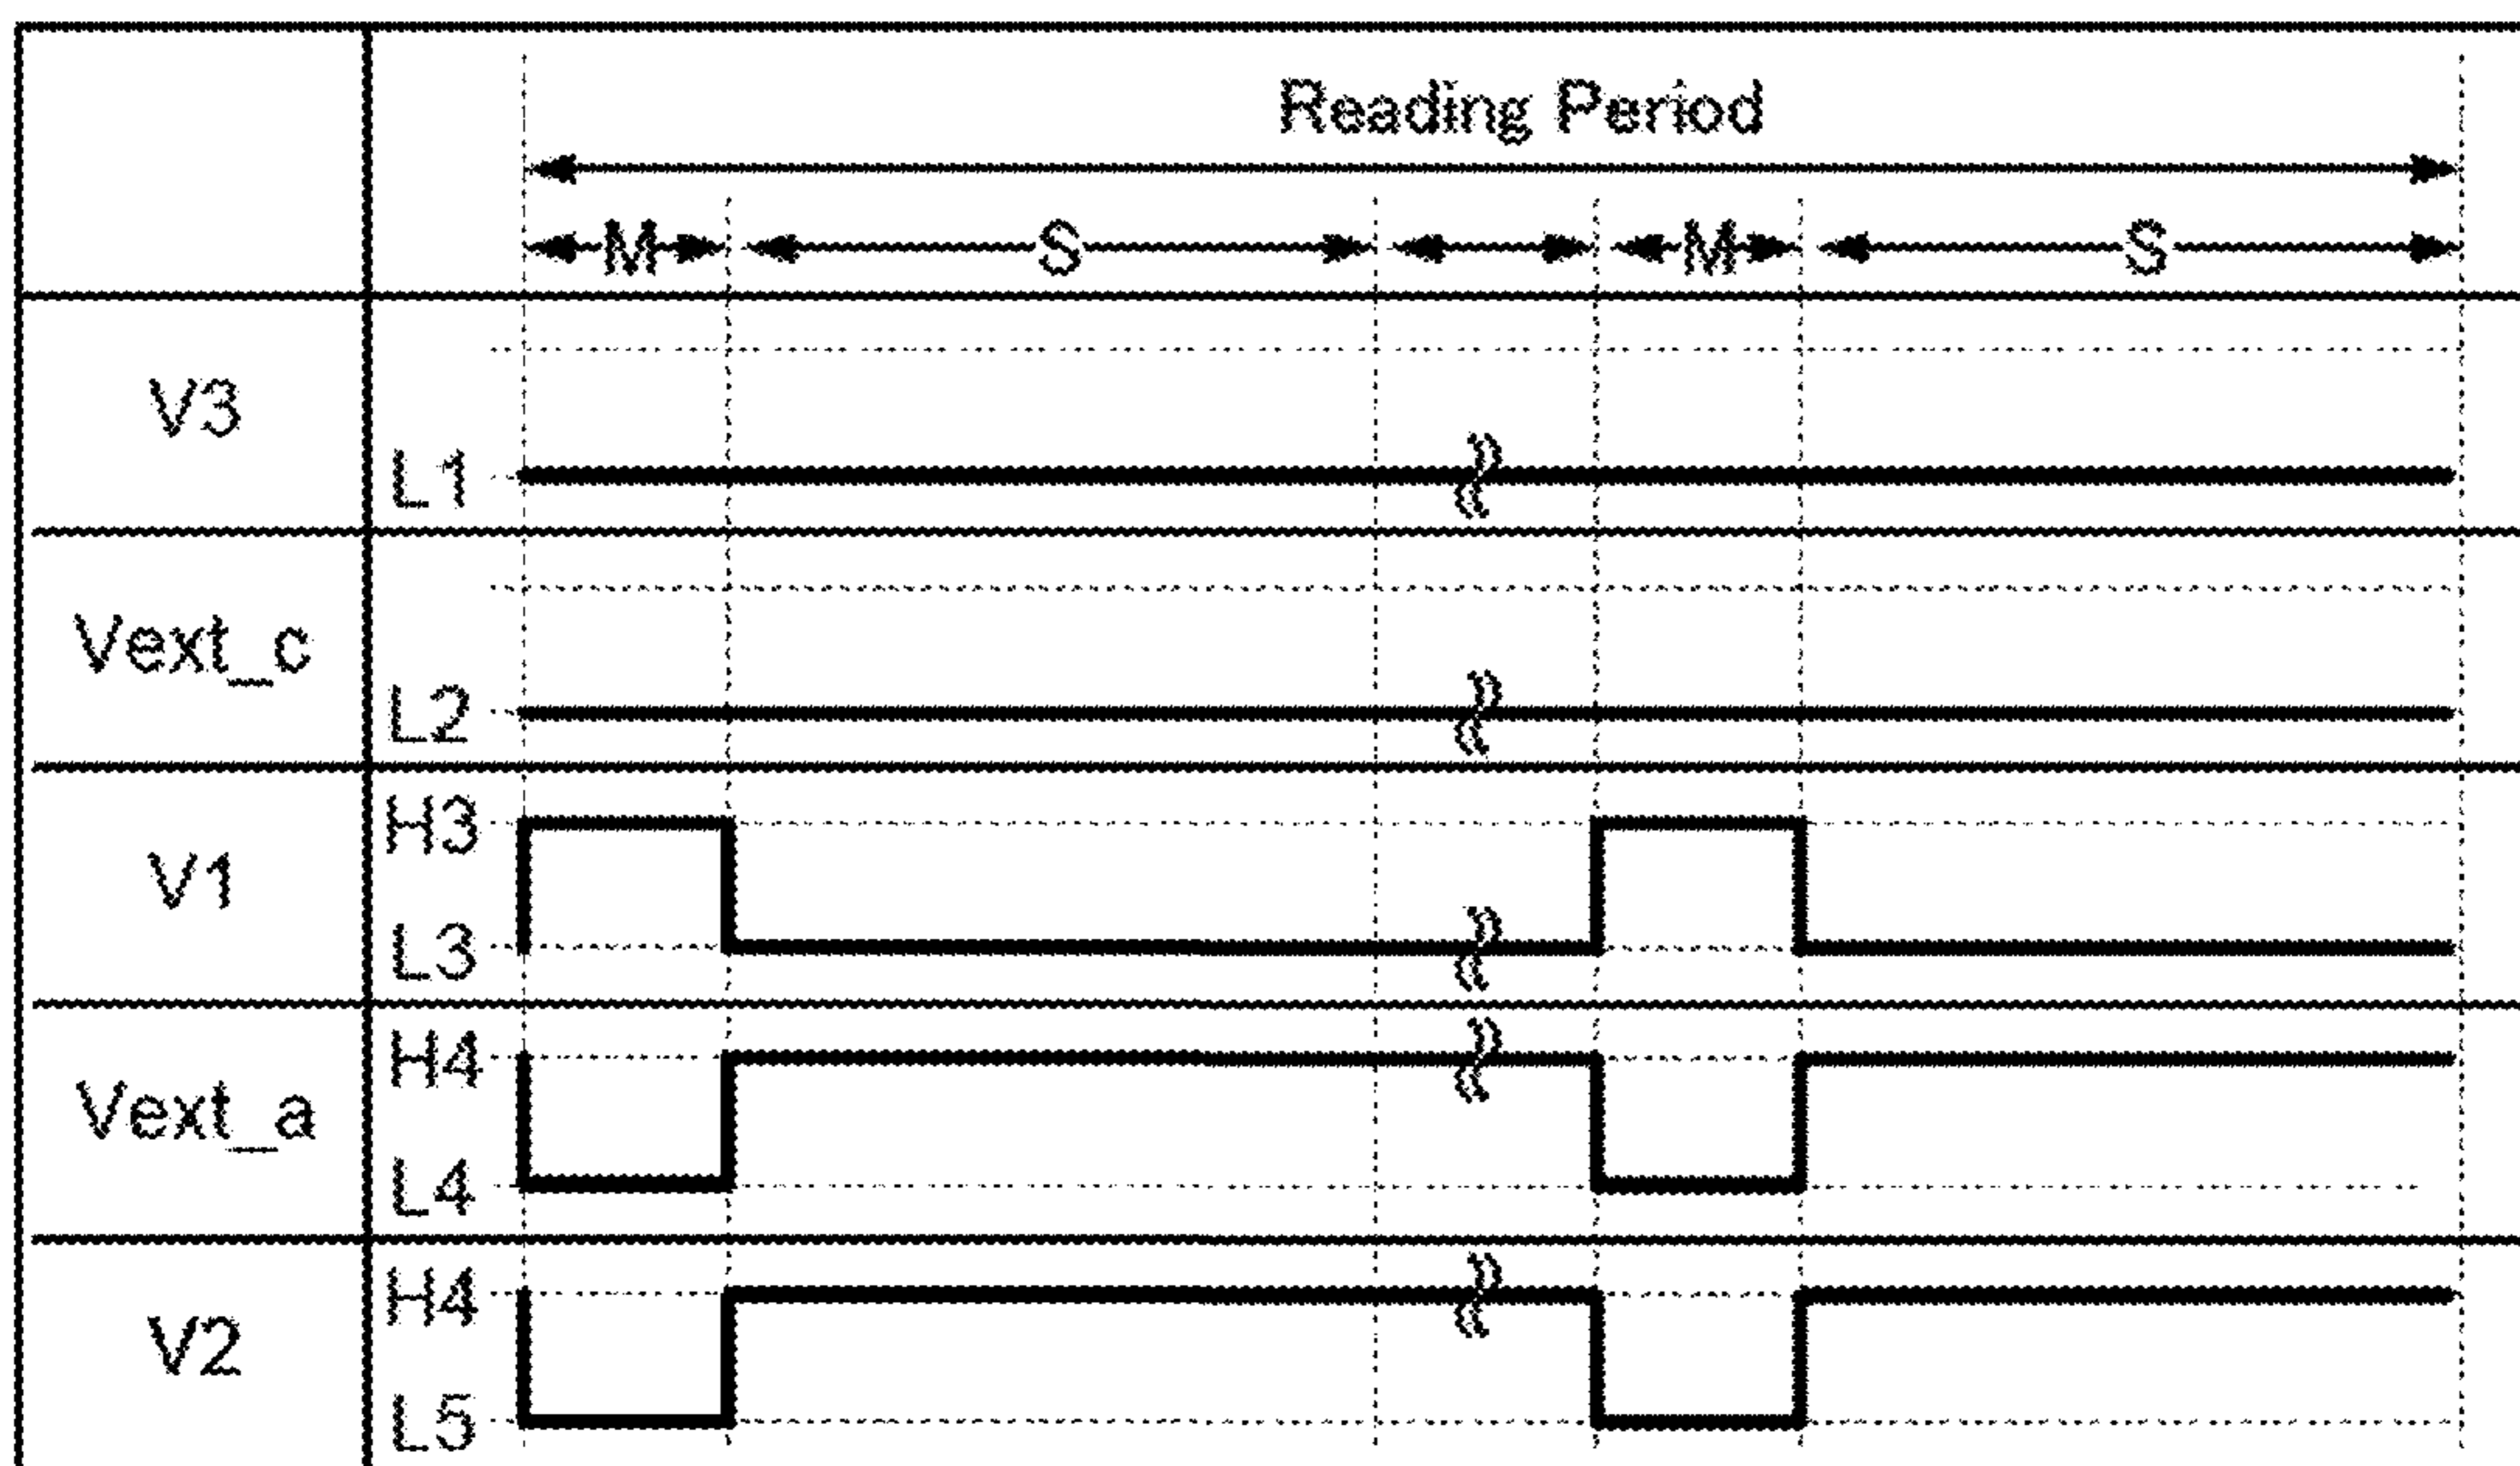 Reading Period
M S M S
V3
L1
Vext_c
L2
H3
V1
L3
H4
Vext_a
L4
H4
V2
L5